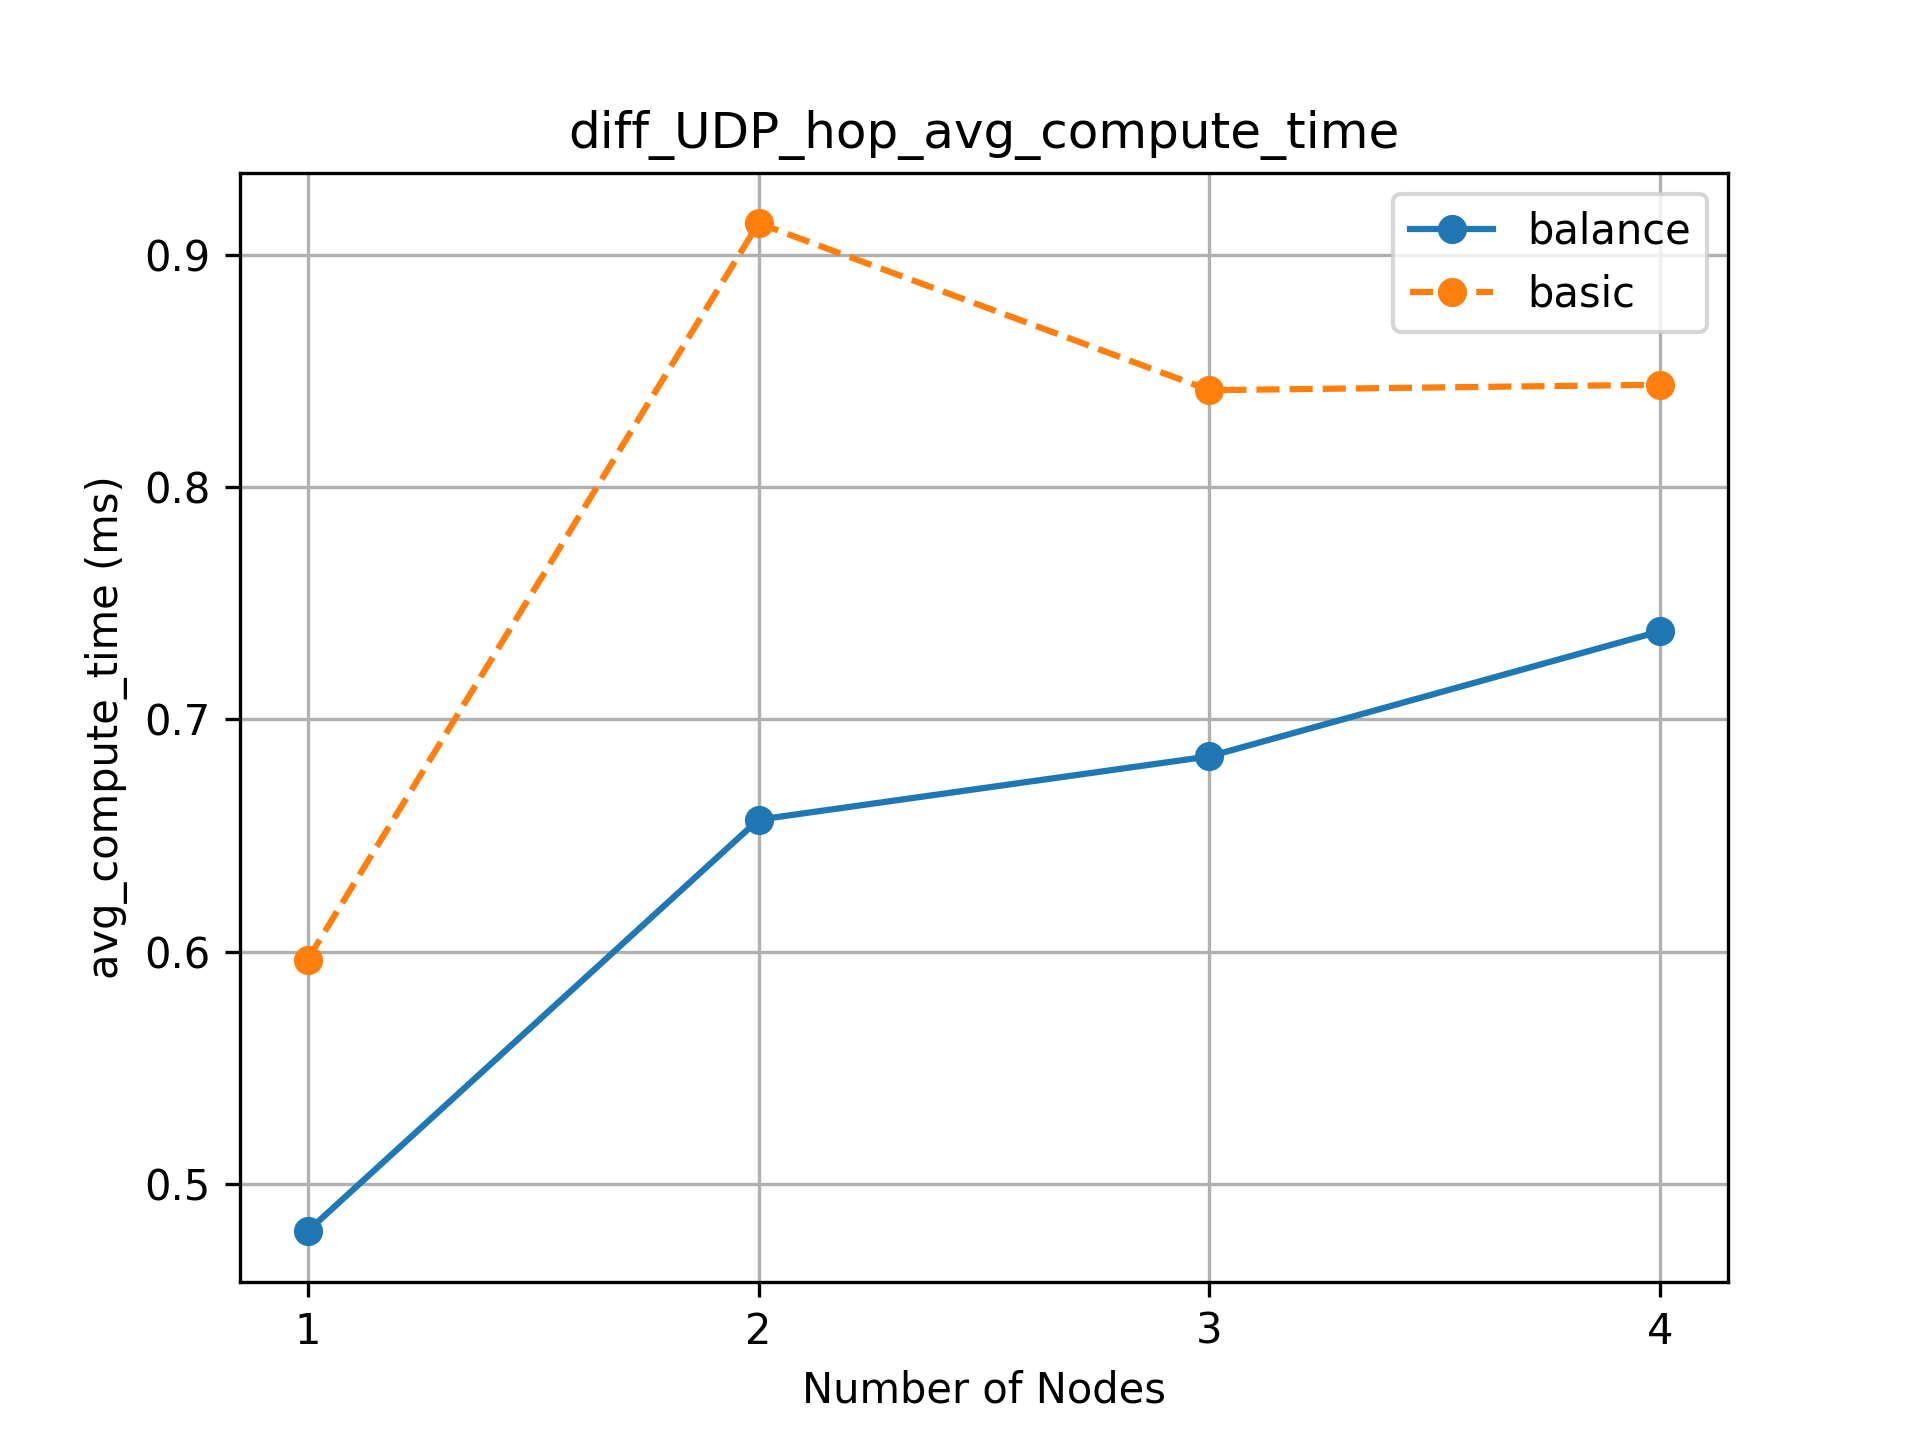 diff_UDP_hop_avg_compute_time
balance
basic
avg_compute_time (ms)
0.9
0.8
0.7
0.6
0.5
1 2 3 4
Number of Nodes